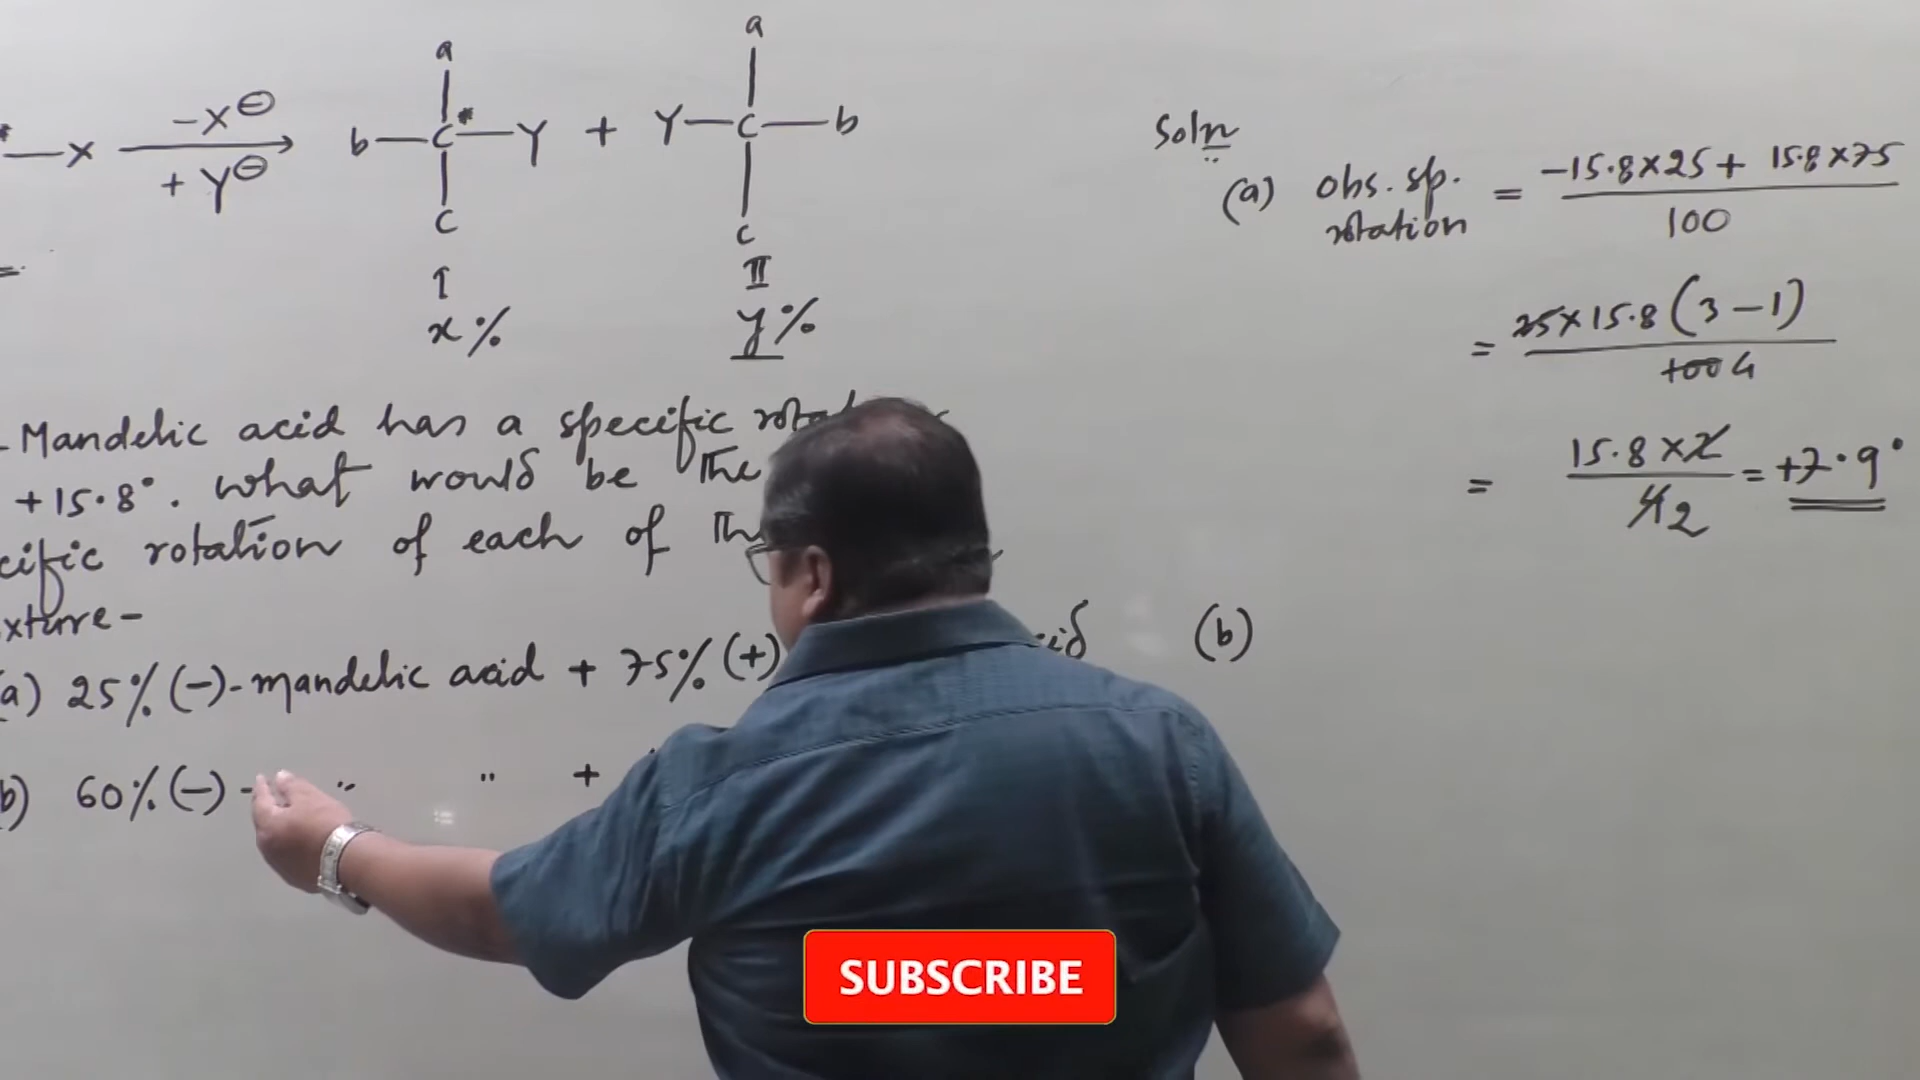 a
a
* —X
-X⊖
+ Y⊖
b—C*—Y + Y—C—b
C
C
I
II
x%
y%
Mandelic acid has a specific
+15.8°. What would be the
cific rotation of each of
xture-
(a) 25% (-)-mandelic acid + 75% (+)
b) 60% (-)- " " +
Soln
(a) obs. sp. rotation = -15.8×25 + 15.8×75
100
= 25×15.8 (3-1)
100 4
= 15.8 × 2 = +7.9°
4 2
(b)
SUBSCRIBE